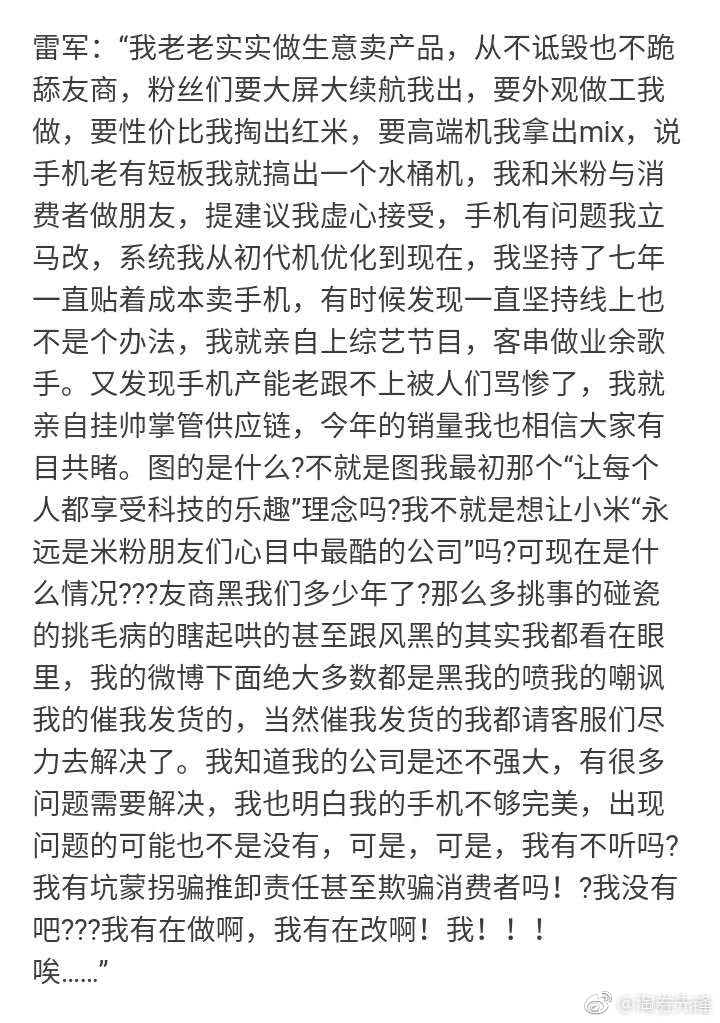 雷军：“我老老实实做生意卖产品，从不诋毁也不跪
舔友商，粉丝们要大屏大续航我出，要外观做工我
做，要性价比我掏出红米，要高端机我拿出mix，说
手机老有短板我就搞出一个水桶机，我和米粉与消
费者做朋友，提建议我虚心接受，手机有问题我立
马改，系统我从初代机优化到现在，我坚持了七年
一直贴着成本卖手机，有时候发现一直坚持线上也
不是个办法，我就亲自上综艺节目，客串做业余歌
手。又发现手机产能老跟不上被人们骂惨了，我就
亲自挂帅掌管供应链，今年的销量我也相信大家有
目共睹。图的是什么?不就是图我最初那个“让每个
人都享受科技的乐趣”理念吗?我不就是想让小米“永
远是米粉朋友们心目中最酷的公司”吗?可现在是什
么情况???友商黑我们多少年了?那么多挑事的碰瓷
的挑毛病的瞎起哄的甚至跟风黑的其实我都看在眼
里，我的微博下面绝大多数都是黑我的喷我的嘲讽
我的催我发货的，当然催我发货的我都请客服们尽
力去解决了。我知道我的公司是还不强大，有很多
问题需要解决，我也明白我的手机不够完美，出现
问题的可能也不是没有，可是，可是，我有不听吗?
我有坑蒙拐骗推卸责任甚至欺骗消费者吗！?我没有
吧???我有在做啊，我有在改啊！我！！！
唉......”
@淘券先锋